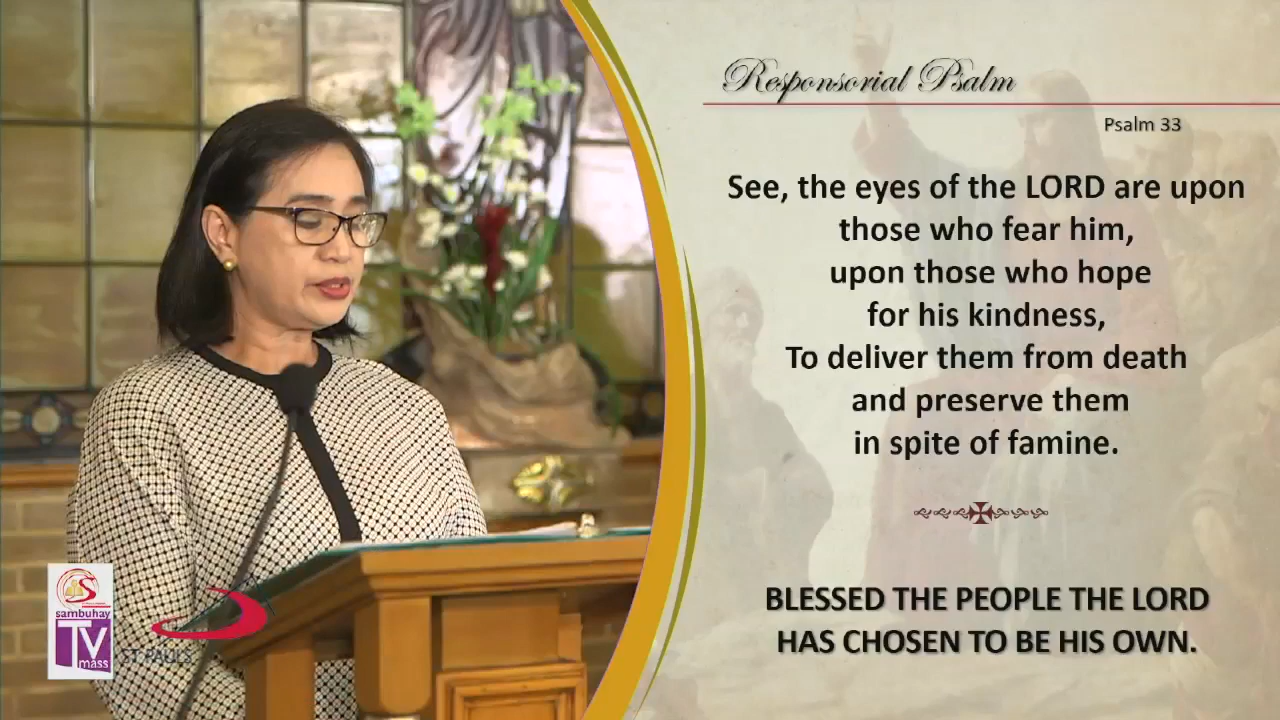 Responsorial Psalm
Psalm 33
See, the eyes of the LORD are upon
those who fear him,
upon those who hope
for his kindness,
To deliver them from death
and preserve them
in spite of famine.
BLESSED THE PEOPLE THE LORD
HAS CHOSEN TO BE HIS OWN.
sambuhay
TV
mass
ST PAULS